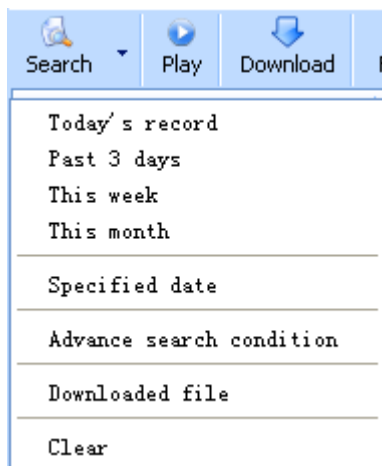 Search Play Download
Today's record
Past 3 days
This week
This month
Specified date
Advance search condition
Downloaded file
Clear